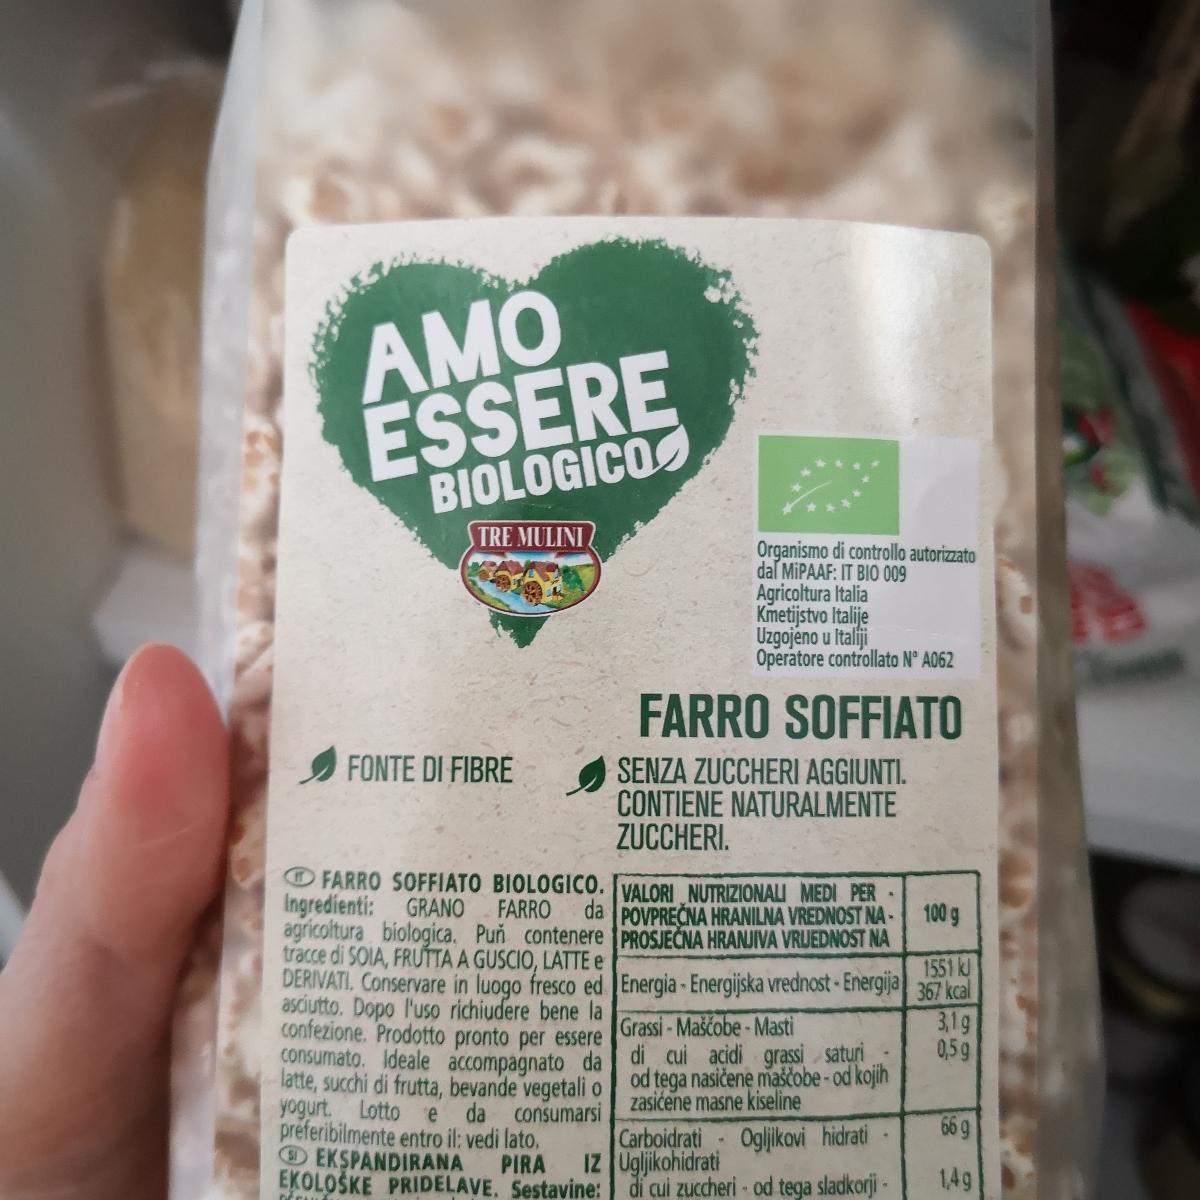 AMO
ESSERE
BIOLOGICO
TRE MULINI
Organismo di controllo autorizzato
dal MiPAAF: IT BIO 009
Agricoltura Italia
Kmetijstvo Italije
Uzgojeno u Italiji
Operatore controllato N° A062
FARRO SOFFIATO
FONTE DI FIBRE
SENZA ZUCCHERI AGGIUNTI.
CONTIENE NATURALMENTE
ZUCCHERI.
IT FARRO SOFFIATO BIOLOGICO.
Ingredienti: GRANO FARRO da
agricoltura biologica. Puň contenere
tracce di SOIA, FRUTTA A GUSCIO, LATTE e
DERIVATI. Conservare in luogo fresco ed
asciutto. Dopo l'uso richiudere bene la
confezione. Prodotto pronto per essere
consumato. Ideale accompagnato da
latte, succhi di frutta, bevande vegetali o
yogurt. Lotto e da consumarsi
preferibilmente entro il: vedi lato.
SI EKSPANDIRANA PIRA IZ
EKOLOŠKE PRIDELAVE. Sestavine:
VALORI NUTRIZIONALI MEDI PER -
POVPREČNA HRANILNA VREDNOST NA -
PROSJEČNA HRANJIVA VRIJEDNOST NA
100 g
Energia - Energijska vrednost - Energija
1551 kJ
367 kcal
Grassi - Maščobe - Masti
3,1 g
di cui acidi grassi saturi -
od tega nasičene maščobe - od kojih
zasićene masne kiseline
0,5 g
Carboidrati - Ogljikovi hidrati -
Ugljikohidrati
66 g
di cui zuccheri - od tega sladkorji -
1,4 g